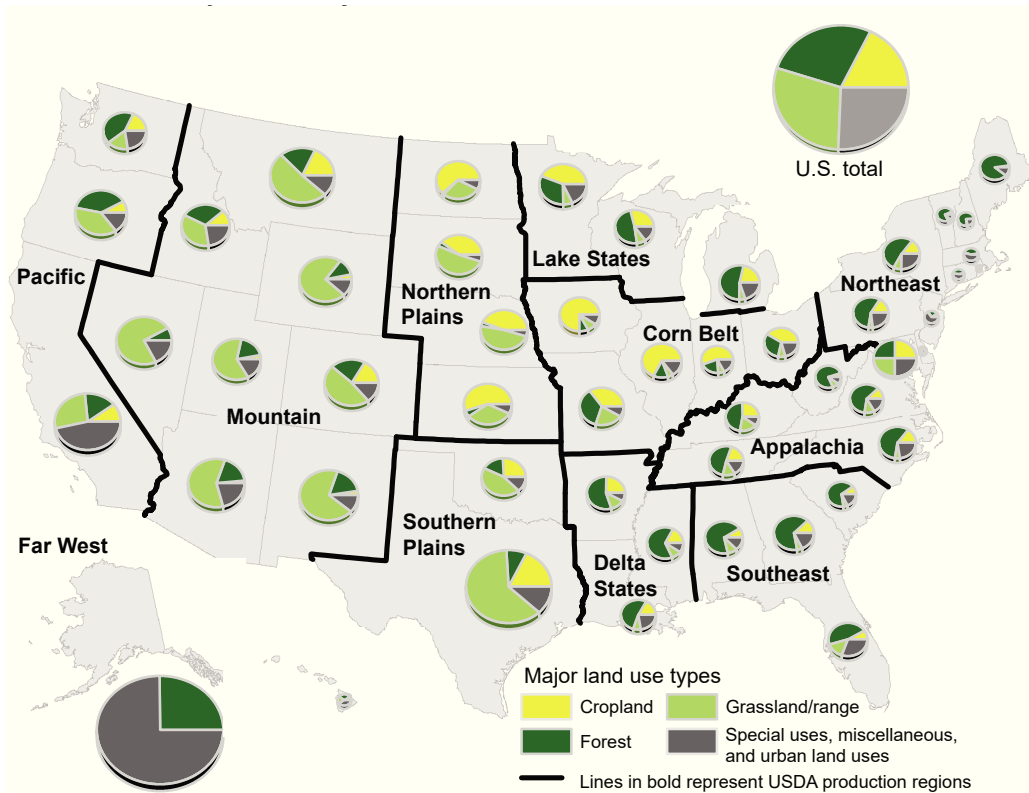 U.S. total
Pacific
Lake States
Northern
Plains
Northeast
Corn Belt
Mountain
Appalachia
Southern
Plains
Far West
Delta
States
Southeast
Major land use types
Cropland
Grassland/range
Forest
Special uses, miscellaneous,
and urban land uses
Lines in bold represent USDA production regions